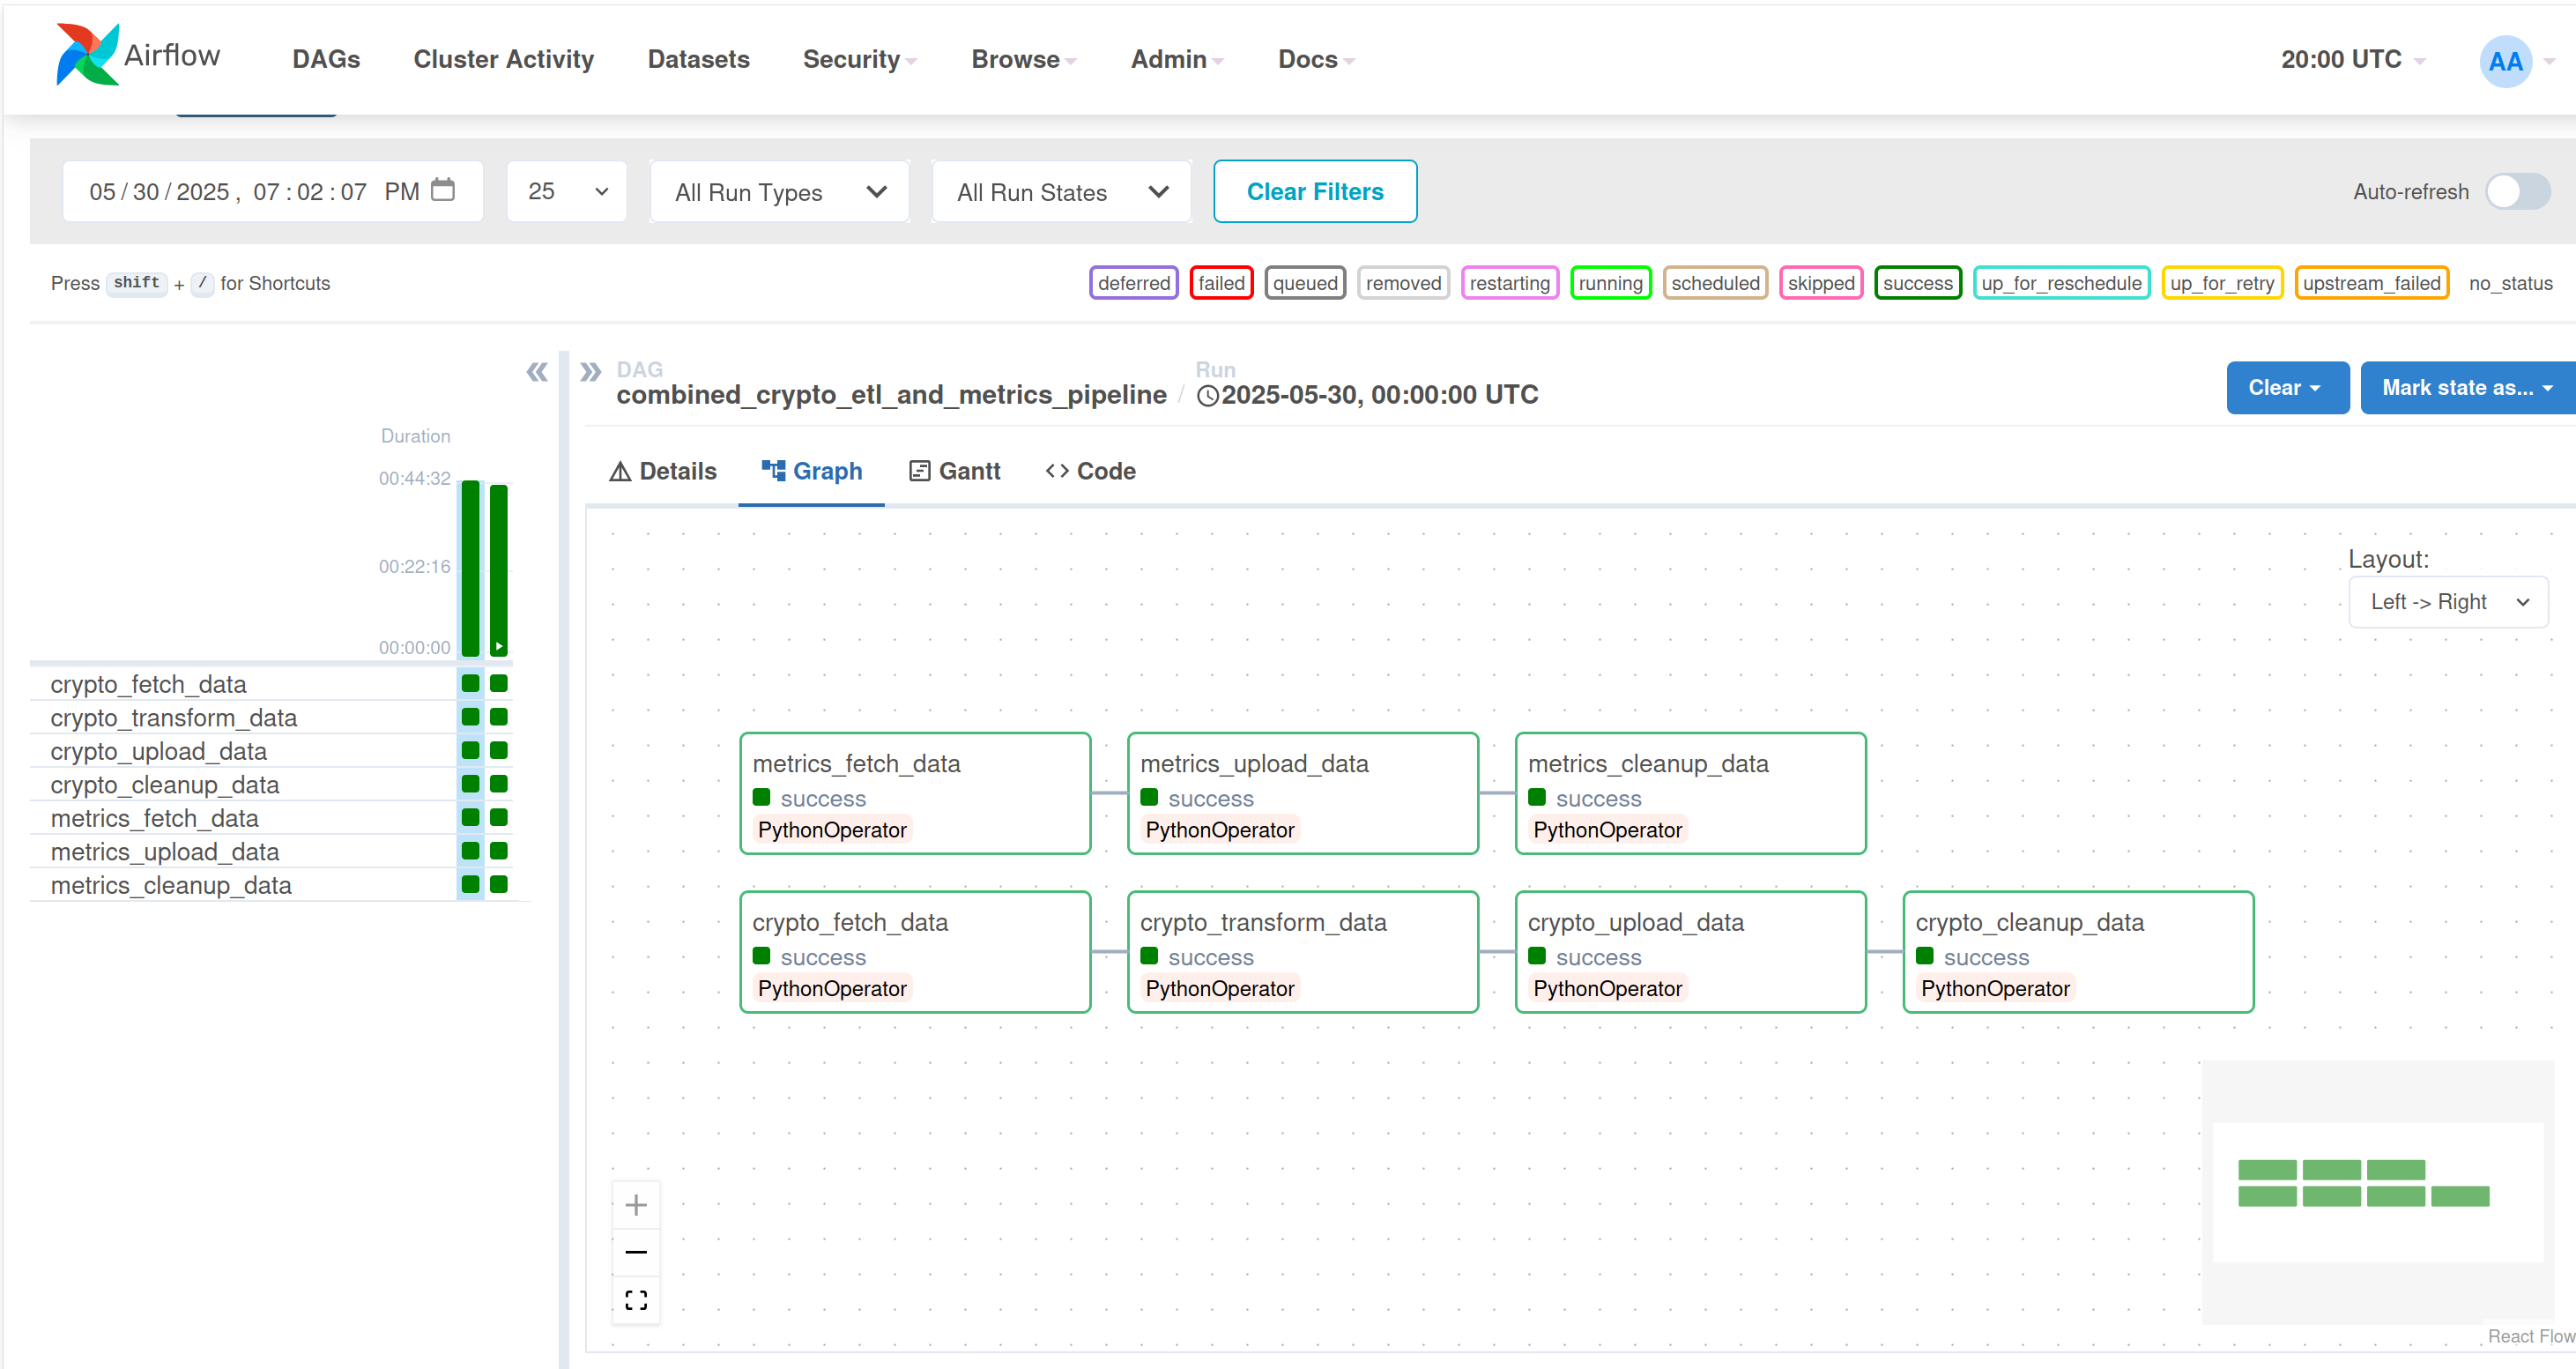 Airflow DAGs Cluster Activity Datasets Security Browse Admin Docs 20:00 UTC AA
05/30/2025, 07:02:07 PM 25 All Run Types All Run States Clear Filters Auto-refresh
Press shift + / for Shortcuts deferred failed queued removed restarting running scheduled skipped success up_for_reschedule up_for_retry upstream_failed no_status
DAG
combined_crypto_etl_and_metrics_pipeline /
Run
2025-05-30, 00:00:00 UTC
Clear Mark state as...
Details Graph Gantt Code
Duration
00:44:32
00:22:16
00:00:00
crypto_fetch_data
crypto_transform_data
crypto_upload_data
crypto_cleanup_data
metrics_fetch_data
metrics_upload_data
metrics_cleanup_data
Layout:
Left -> Right
metrics_fetch_data
success
PythonOperator
metrics_upload_data
success
PythonOperator
metrics_cleanup_data
success
PythonOperator
crypto_fetch_data
success
PythonOperator
crypto_transform_data
success
PythonOperator
crypto_upload_data
success
PythonOperator
crypto_cleanup_data
success
PythonOperator
React Flow